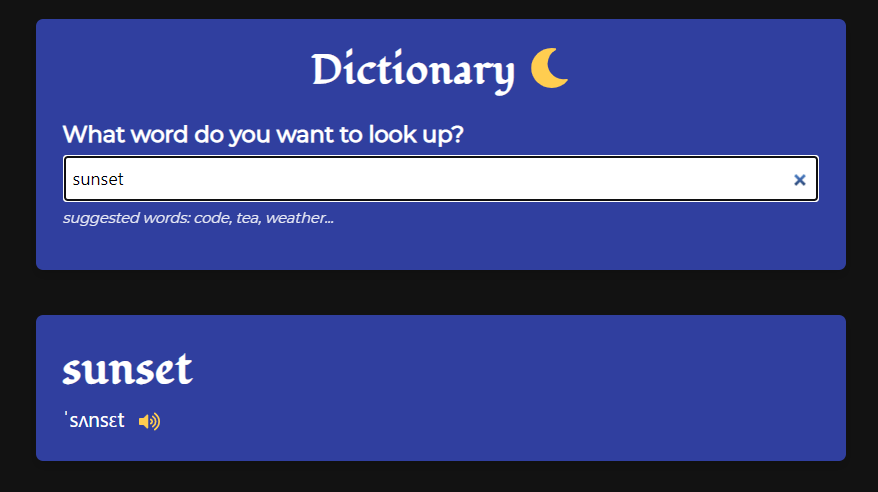 Dictionary
What word do you want to look up?
sunset
suggested words: code, tea, weather...
sunset
ˈsʌnsɛt